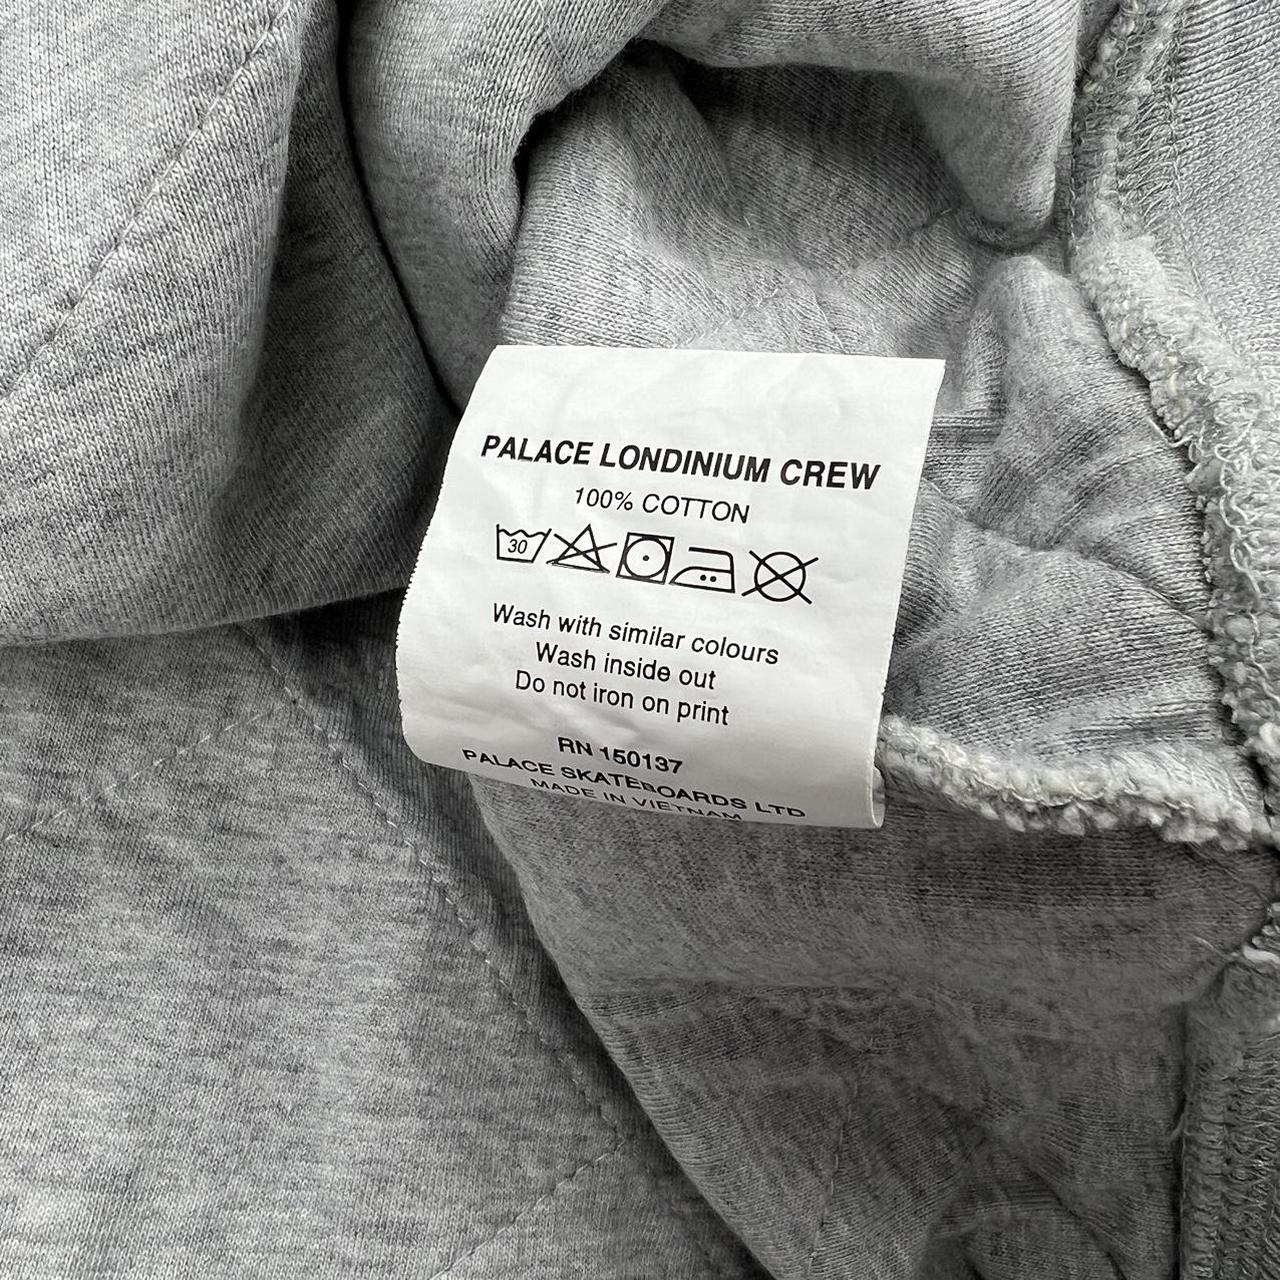 PALACE LONDINIUM CREW
100% COTTON
30
Wash with similar colours
Wash inside out
Do not iron on print
RN 150137
PALACE SKATEBOARDS LTD
MADE IN VIETNAM